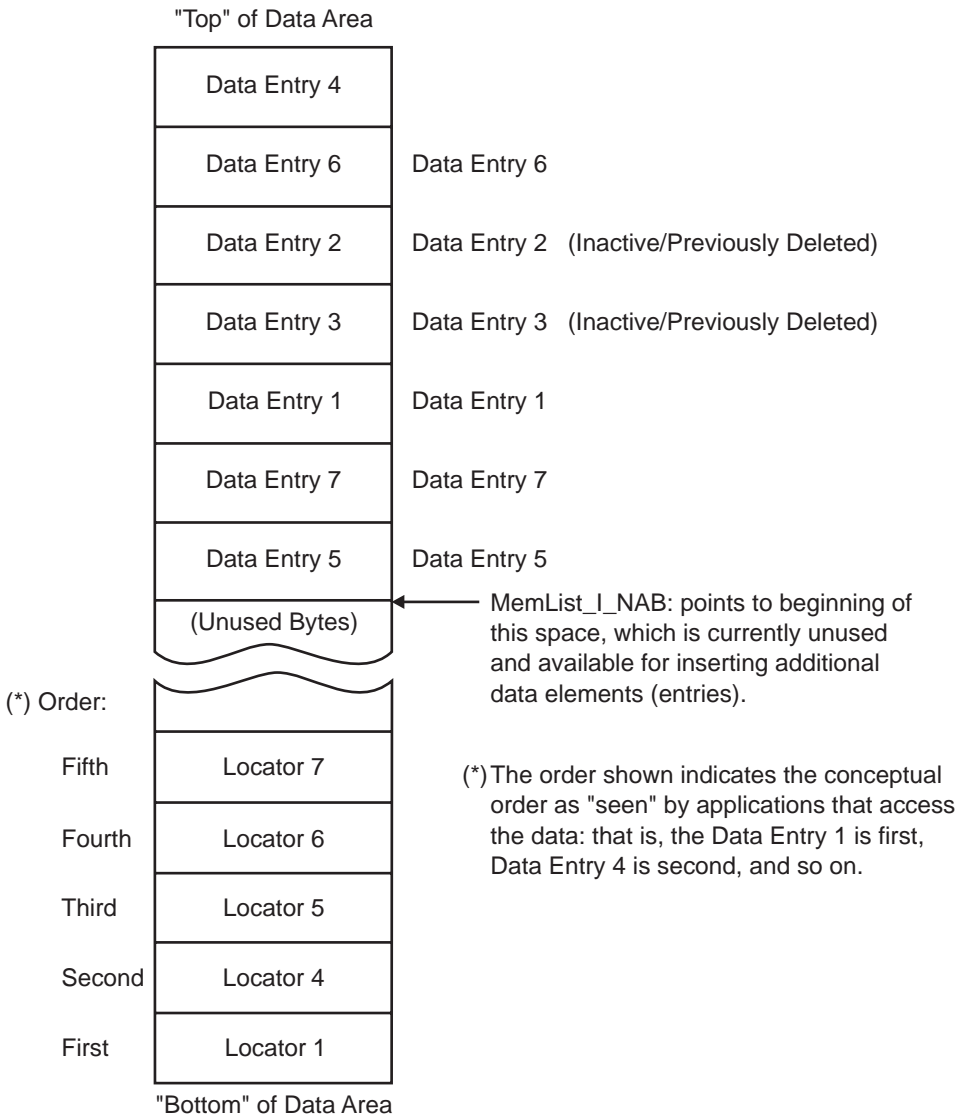 "Top" of Data Area
Data Entry 4
Data Entry 6 Data Entry 6
Data Entry 2 Data Entry 2 (Inactive/Previously Deleted)
Data Entry 3 Data Entry 3 (Inactive/Previously Deleted)
Data Entry 1 Data Entry 1
Data Entry 7 Data Entry 7
Data Entry 5 Data Entry 5
(Unused Bytes)
MemList_I_NAB: points to beginning of
this space, which is currently unused
and available for inserting additional
data elements (entries).
(*) Order:
Fifth Locator 7
Fourth Locator 6
Third Locator 5
Second Locator 4
First Locator 1
(*) The order shown indicates the conceptual
order as "seen" by applications that access
the data: that is, the Data Entry 1 is first,
Data Entry 4 is second, and so on.
"Bottom" of Data Area